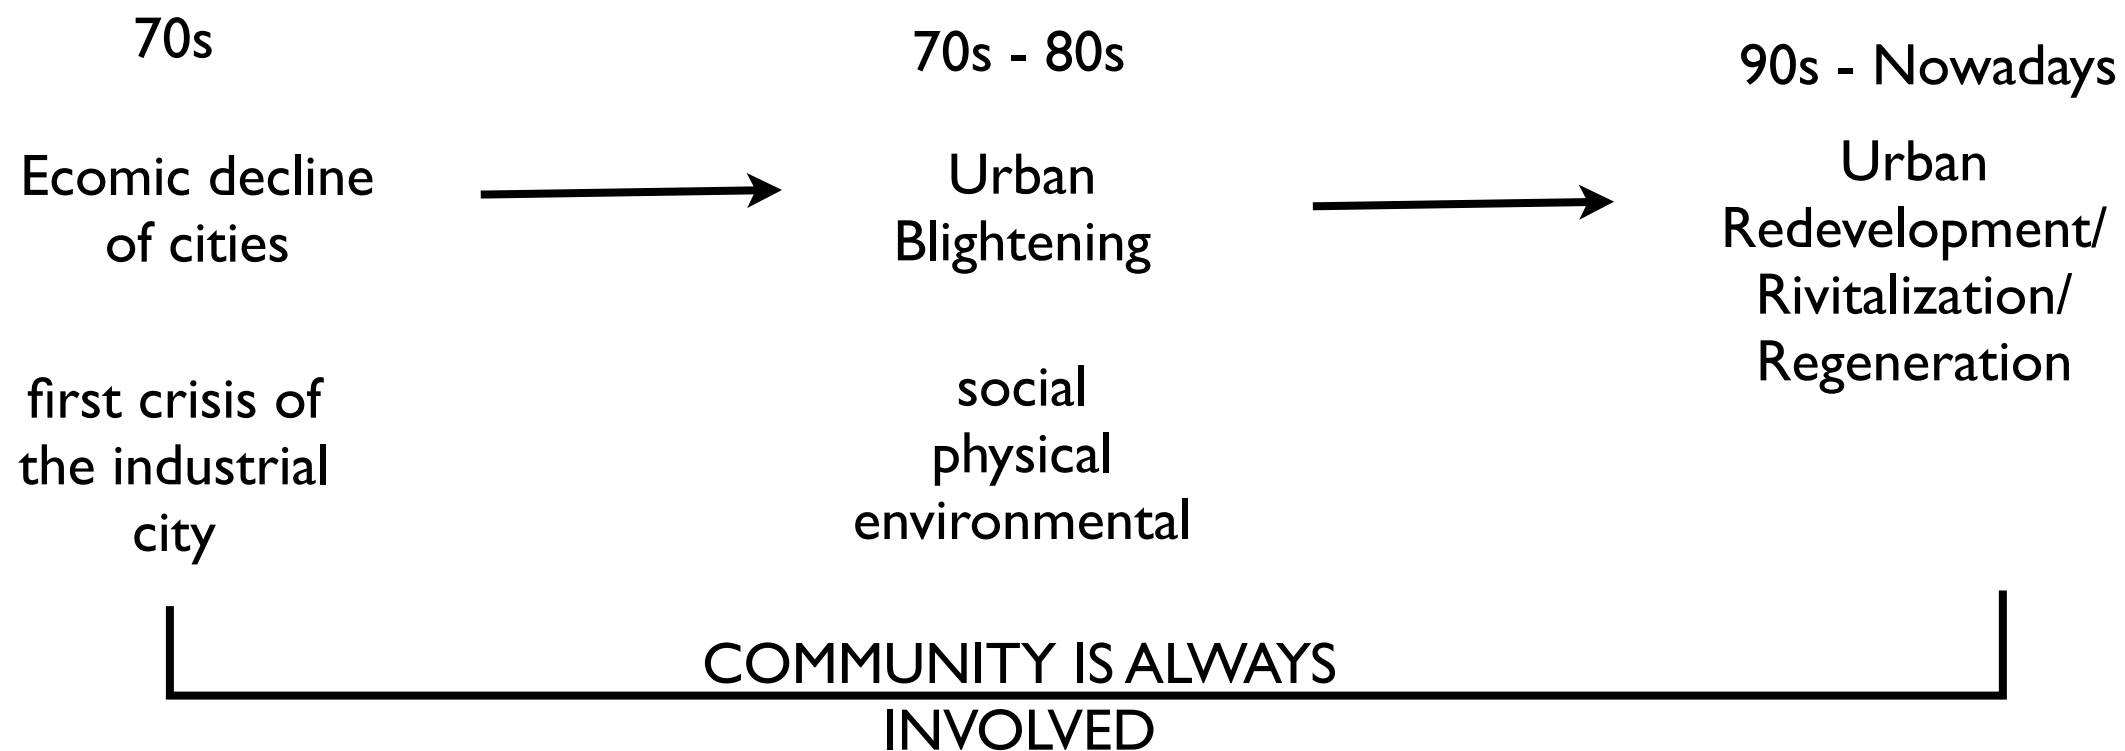 70s
Ecomic decline
of cities
first crisis of
the industrial
city
70s - 80s
Urban
Blightening
social
physical
environmental
90s - Nowadays
Urban
Redevelopment/
Rivitalization/
Regeneration
COMMUNITY IS ALWAYS
INVOLVED